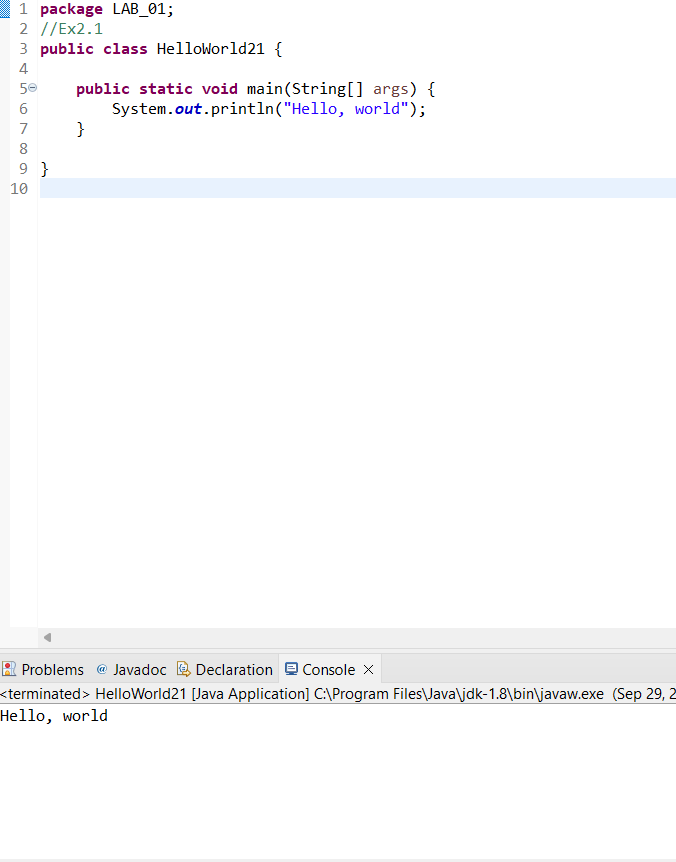 1 package LAB_01;
2 //Ex2.1
3 public class HelloWorld21 {
4
5 public static void main(String[] args) {
6 System.out.println("Hello, world");
7 }
8
9 }
10
Problems @ Javadoc Declaration Console
<terminated> HelloWorld21 [Java Application] C:\Program Files\Java\jdk-1.8\bin\javaw.exe (Sep 29, 2
Hello, world